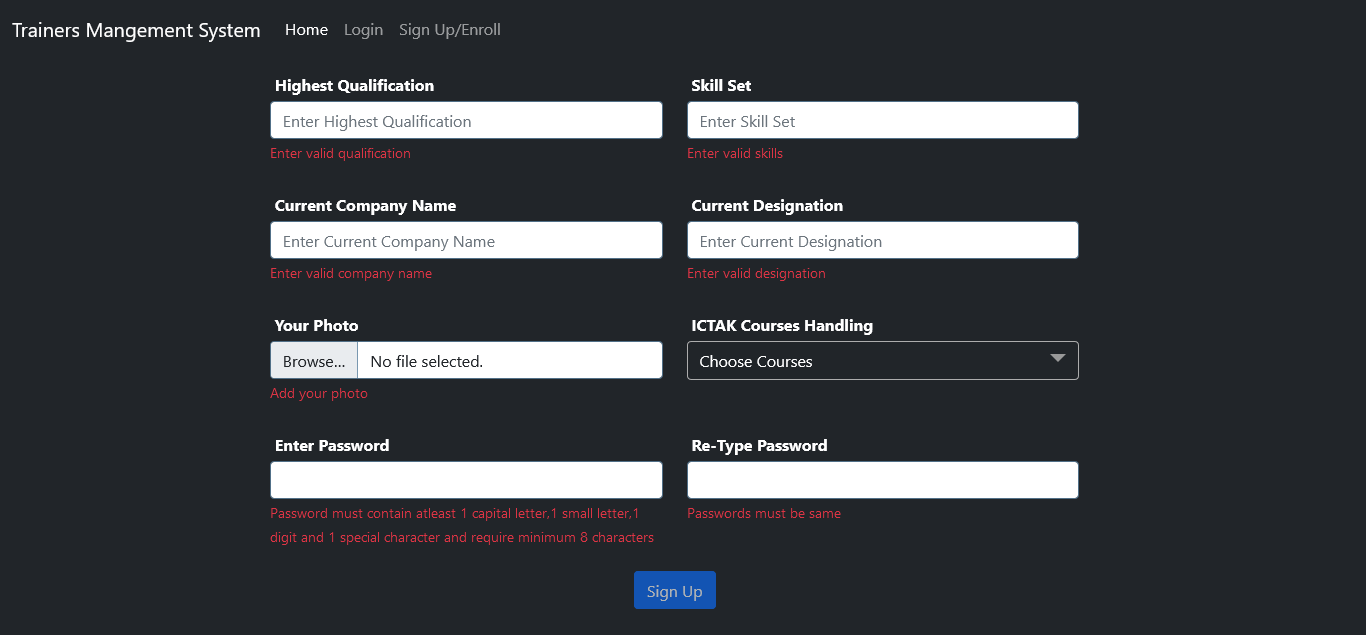 Trainers Mangement System Home Login Sign Up/Enroll
Highest Qualification Skill Set
Enter Highest Qualification Enter Skill Set
Enter valid qualification Enter valid skills
Current Company Name Current Designation
Enter Current Company Name Enter Current Designation
Enter valid company name Enter valid designation
Your Photo ICTAK Courses Handling
Browse... No file selected. Choose Courses
Add your photo
Enter Password Re-Type Password
Password must contain atleast 1 capital letter,1 small letter,1 Passwords must be same
digit and 1 special character and require minimum 8 characters
Sign Up